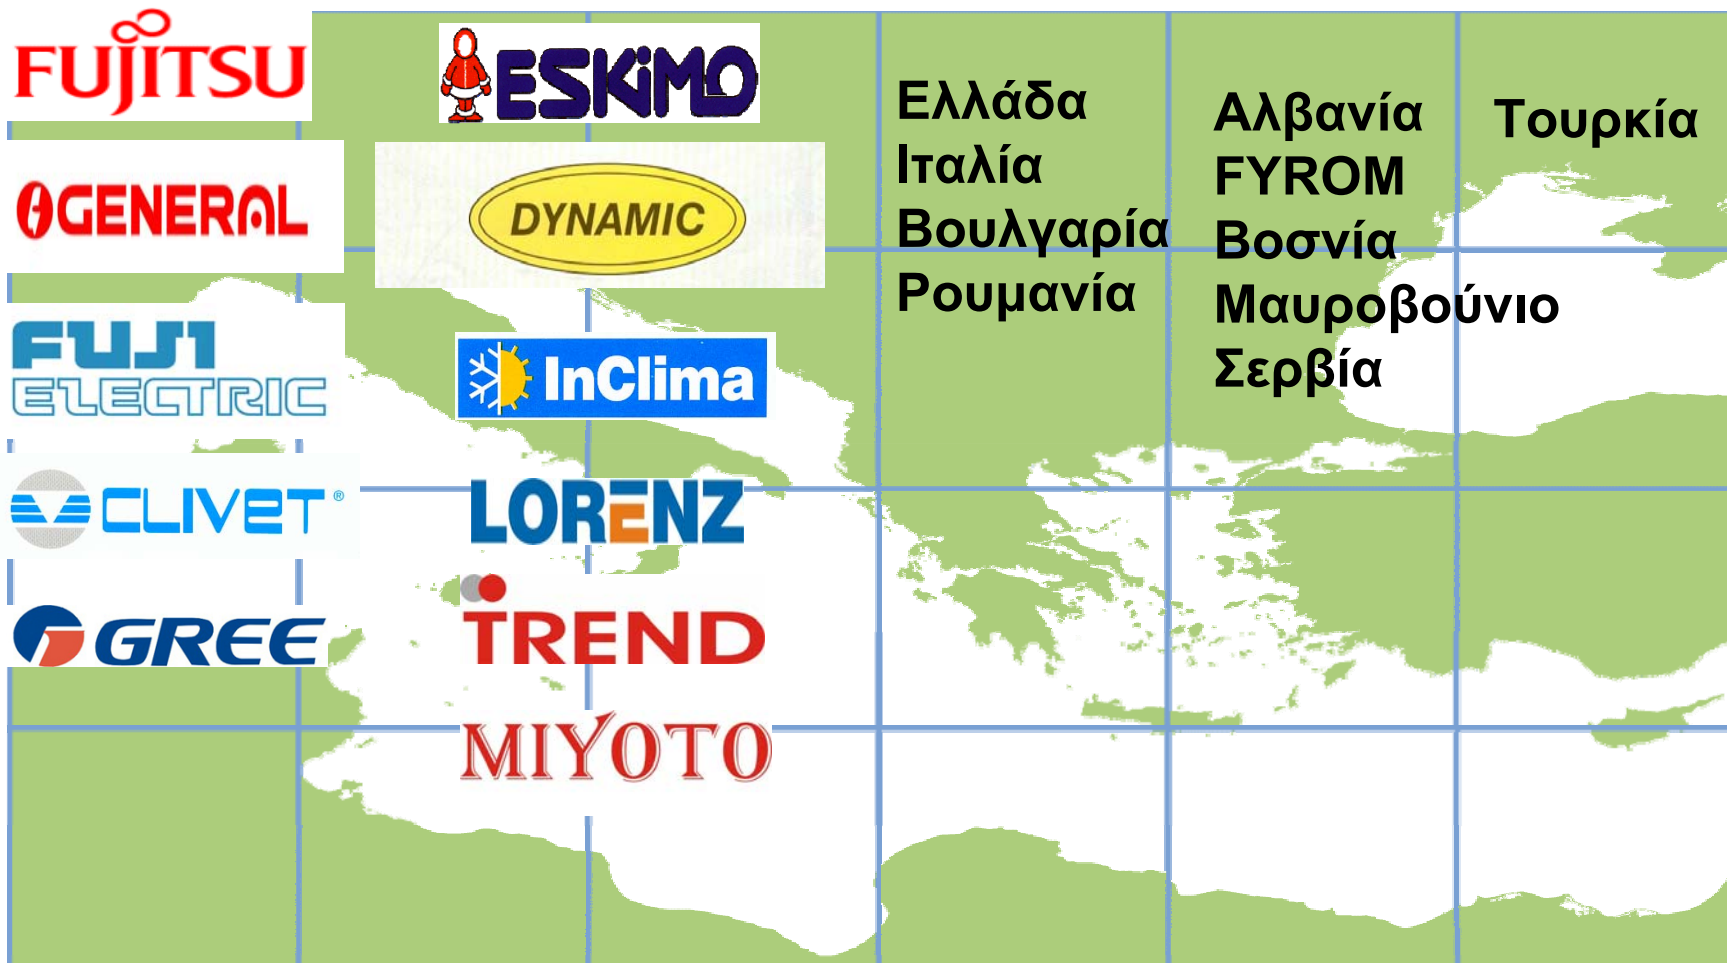 FUJITSU
GENERAL
FUJI
ELECTRIC
CLIVET ®
GREE
ESKiMO
DYNAMIC
InClima
LORENZ
TREND
MIYOTO
Ελλάδα
Ιταλία
Βουλγαρία
Ρουμανία
Αλβανία
FYROM
Βοσνία
Μαυροβούνιο
Σερβία
Τουρκία